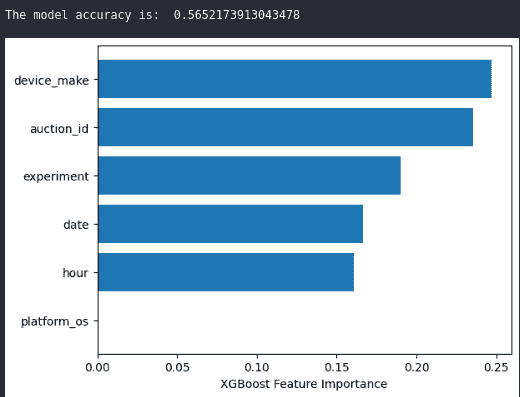 The model accuracy is:  0.5652173913043478
device_make
auction_id
experiment
date
hour
platform_os
0.00 0.05 0.10 0.15 0.20 0.25
XGBoost Feature Importance